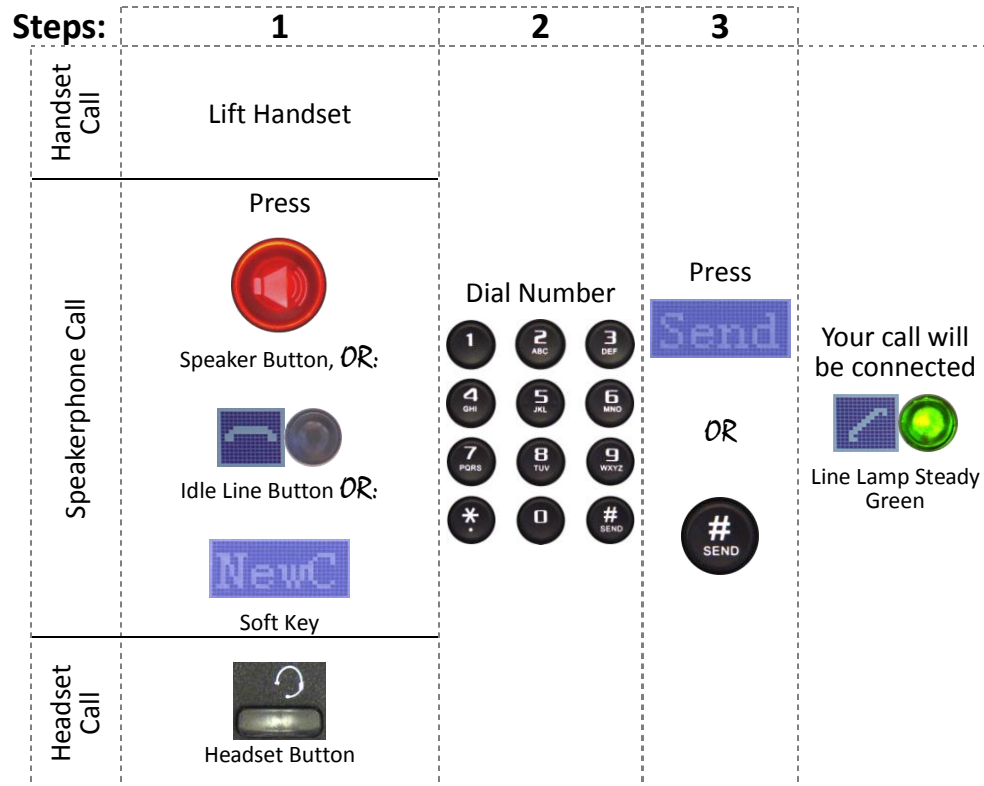 Steps:
1
2
3
Handset
Call
Lift Handset
Speakerphone Call
Press
Speaker Button, OR:
Idle Line Button OR:
NewC
Soft Key
Headset
Call
Headset Button
Dial Number
1
2
ABC
3
DEF
4
GHI
5
JKL
6
MNO
7
PQRS
8
TUV
9
WXYZ
*
0
#
SEND
Press
Send
OR
#
SEND
Your call will
be connected
Line Lamp Steady
Green